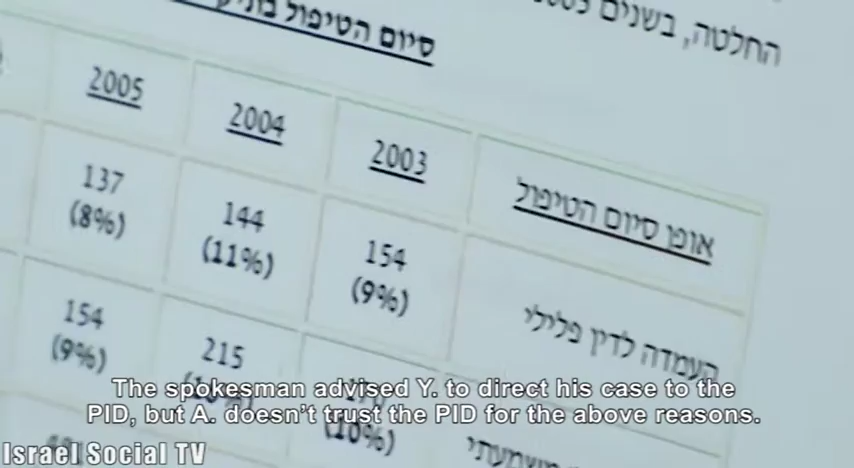 החלטה, בשנים
סיום הטיפול
אופן סיום הטיפול 2003 2004 2005
העמדה לדין פלילי 154 144 137
(9%) (11%) (8%)
215 154
(10%) (9%)
The spokesman advised Y. to direct his case to the
PID, but A. doesn't trust the PID for the above reasons.
Israel Social TV